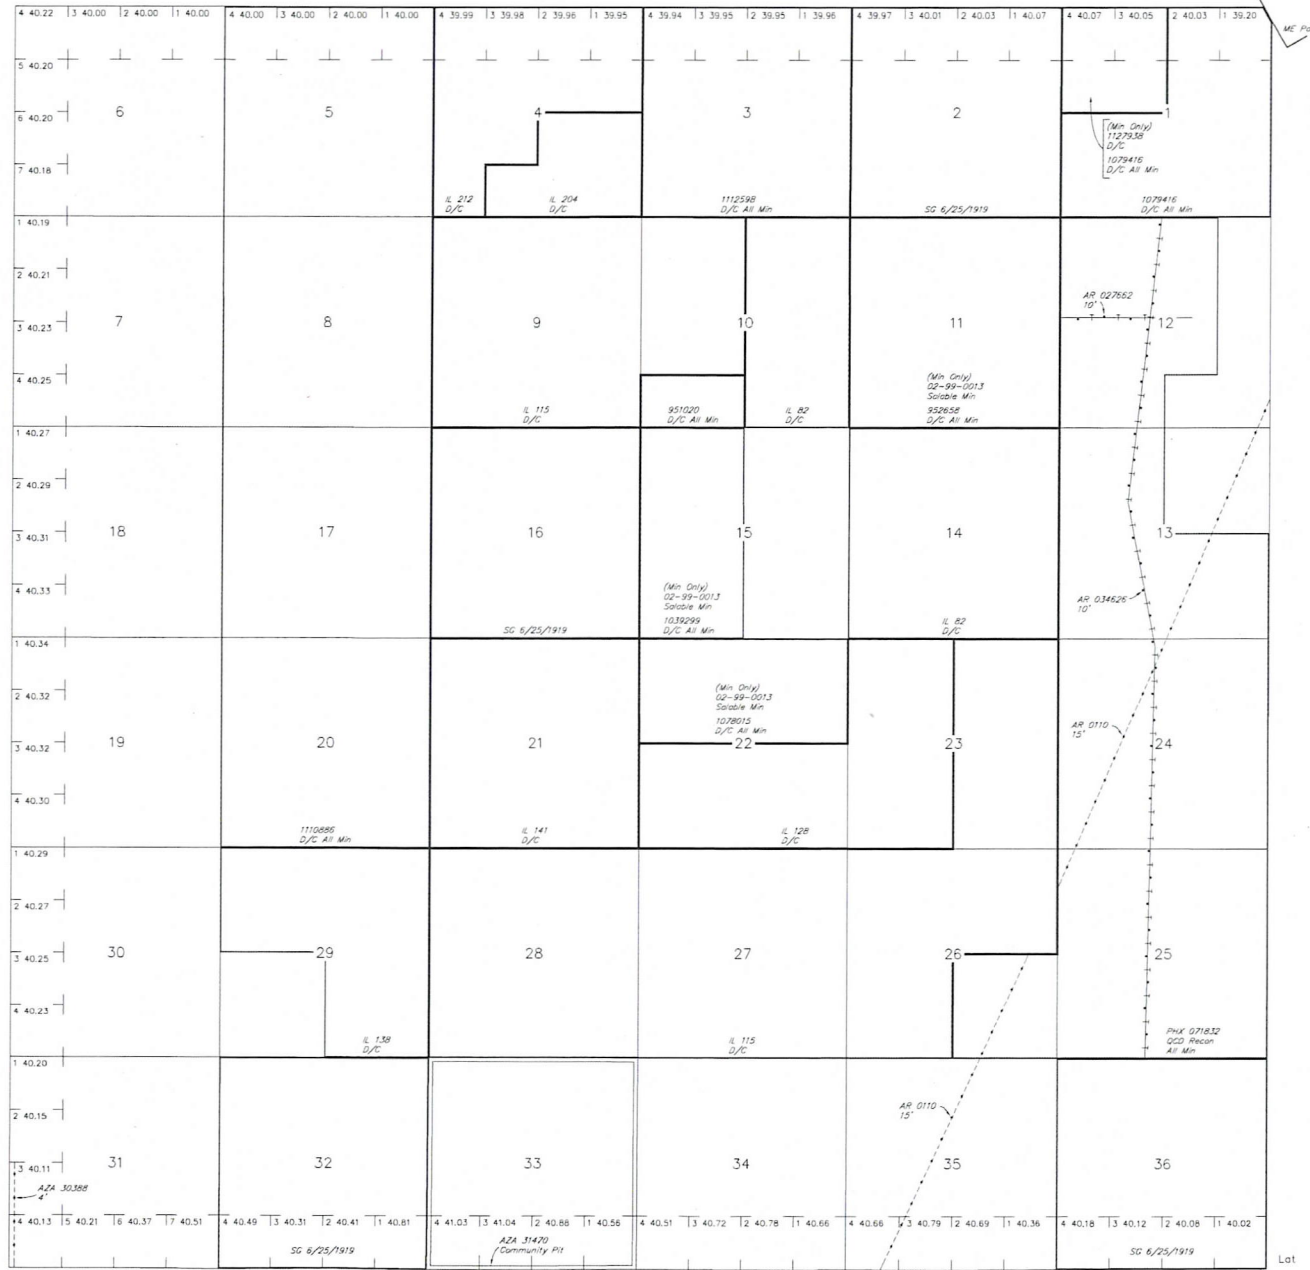 4 40.22 3 40.00 2 40.00 1 40.00 4 40.00 3 40.00 2 40.00 1 40.00 4 39.99 3 39.98 2 39.96 1 39.95 4 39.94 3 39.95 2 39.95 1 39.96 4 39.97 3 40.01 2 40.03 1 40.07 4 40.07 3 40.05 2 40.03 1 39.20
ME
5 40.20
6 40.20 6 5 4 3 2 1
(Min Only)
1127938
D/C
1079416
D/C All Min
7 40.18
IL 212
D/C
IL 204
D/C
1112598
D/C All Min
SG 6/25/1919
1079416
D/C All Min
1 40.19
2 40.21
AR 027662
10'
3 40.23 7 8 9 10 11 12
4 40.25
(Min Only)
02-99-0013
Salable Min
IL 115
D/C
951020
D/C All Min
IL 82
D/C
952658
D/C All Min
1 40.27
2 40.29
3 40.31 18 17 16 15 14 13
4 40.33
(Min Only)
02-99-0013
Salable Min
AR 034626
10'
SG 6/25/1919
1039299
D/C All Min
IL 82
D/C
1 40.34
2 40.32
(Min Only)
02-99-0013
Salable Min
1078015
D/C All Min
AR 0110
15'
3 40.32 19 20 21 22 23 24
4 40.30
1110886
D/C All Min
IL 141
D/C
IL 128
D/C
1 40.29
2 40.27
3 40.25 30 29 28 27 26 25
4 40.23
IL 138
D/C
IL 115
D/C
PHX 071832
QCD Recon
All Min
1 40.20
2 40.15
AR 0110
15'
3 40.11 31 32 33 34 35 36
AZA 30388
4'
4 40.13 5 40.21 6 40.37 7 40.51 4 40.49 3 40.31 2 40.41 1 40.81 4 41.03 3 41.04 2 40.88 1 40.56 4 40.51 3 40.72 2 40.78 1 40.66 4 40.66 3 40.79 2 40.69 1 40.36 4 40.18 3 40.12 2 40.08 1 40.02
SG 6/25/1919
AZA 31470
Community Pit
SG 6/25/1919
Lat